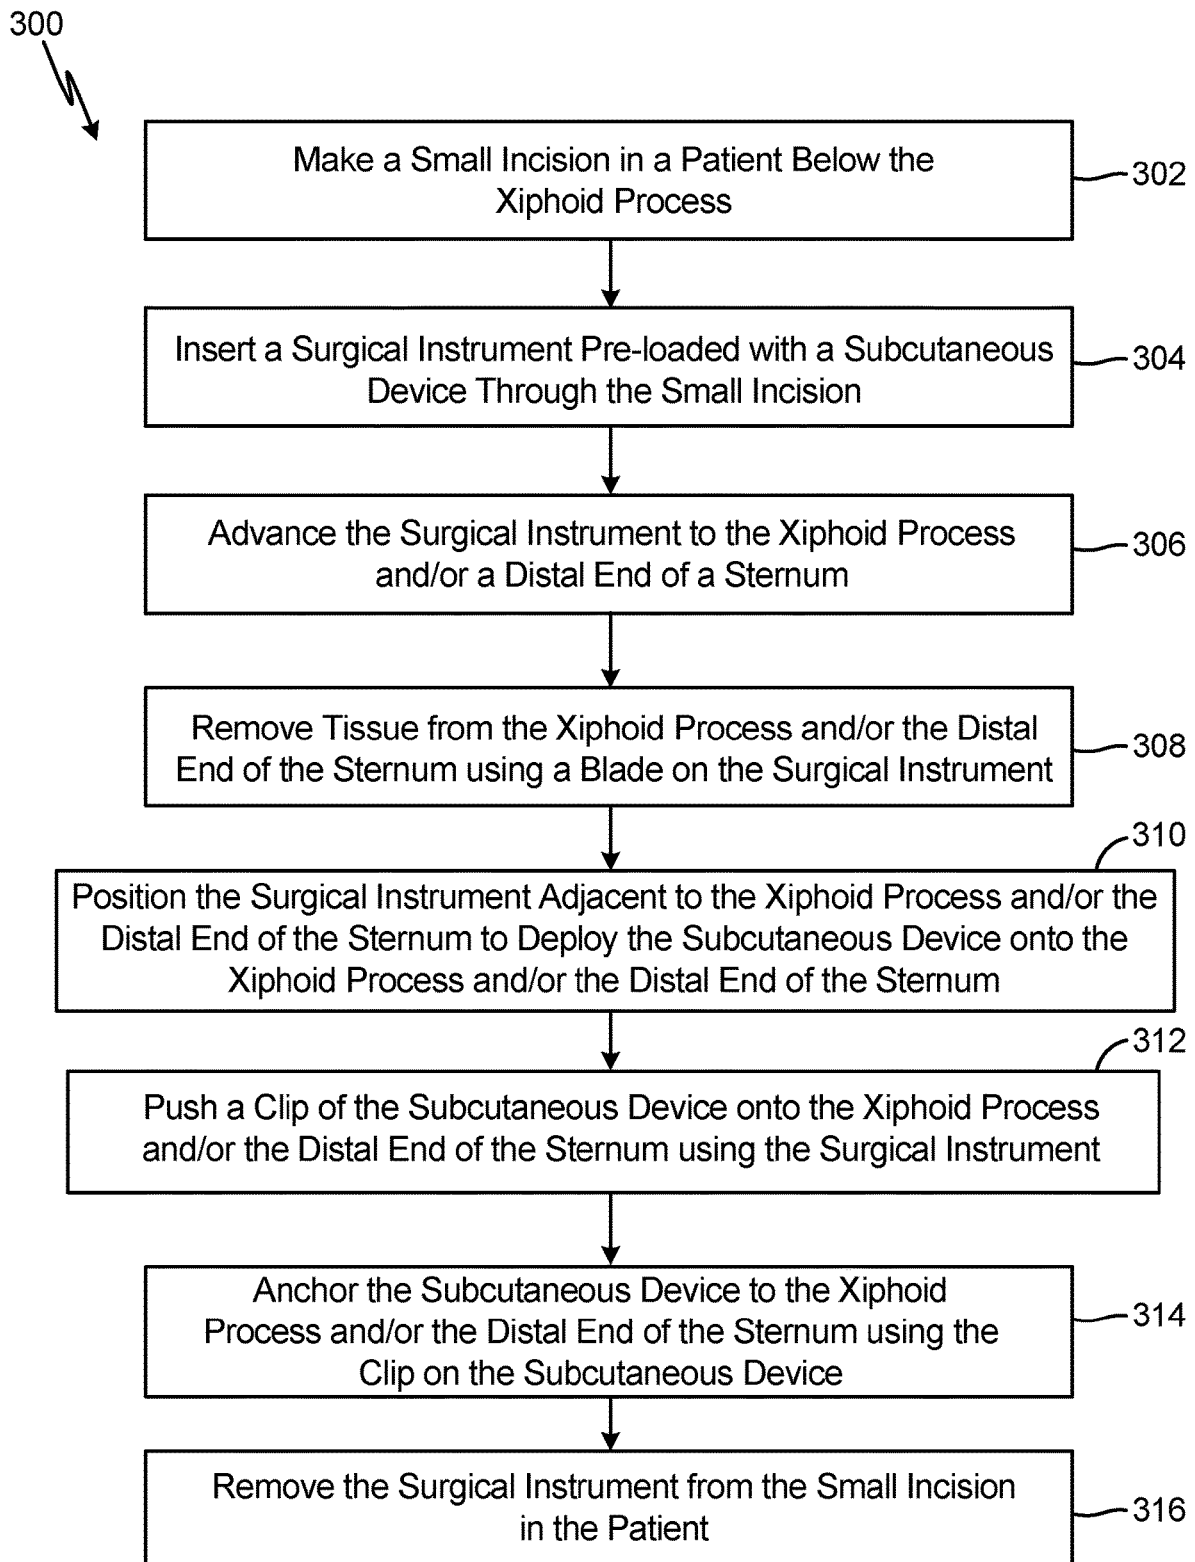 300
Make a Small Incision in a Patient Below the
Xiphoid Process
302
Insert a Surgical Instrument Pre-loaded with a Subcutaneous
Device Through the Small Incision
304
Advance the Surgical Instrument to the Xiphoid Process
and/or a Distal End of a Sternum
306
Remove Tissue from the Xiphoid Process and/or the Distal
End of the Sternum using a Blade on the Surgical Instrument
308
310
Position the Surgical Instrument Adjacent to the Xiphoid Process and/or the
Distal End of the Sternum to Deploy the Subcutaneous Device onto the
Xiphoid Process and/or the Distal End of the Sternum
312
Push a Clip of the Subcutaneous Device onto the Xiphoid Process
and/or the Distal End of the Sternum using the Surgical Instrument
Anchor the Subcutaneous Device to the Xiphoid
Process and/or the Distal End of the Sternum using the
Clip on the Subcutaneous Device
314
Remove the Surgical Instrument from the Small Incision
in the Patient
316